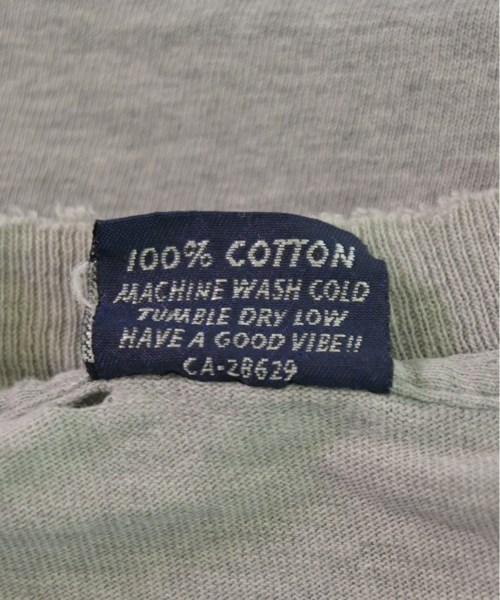 100% COTTON
MACHINE WASH COLD
TUMBLE DRY LOW
HAVE A GOOD VIBE!!
CA-28629